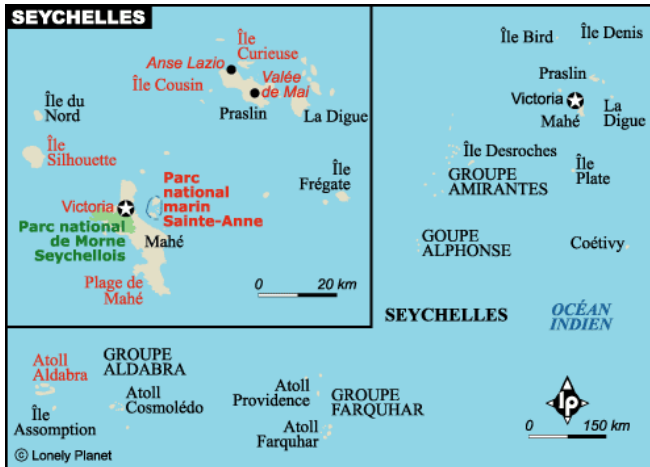 SEYCHELLES
Île
Curieuse
Anse Lazio
Île Cousin
Valée
de Mai
Praslin
La Digue
Île du
Nord
Île
Silhouette
Île
Frégate
Parc
national
marin
Sainte-Anne
Victoria
Parc national
de Morne
Seychellois
Mahé
Plage de
Mahé
0 20 km
Île Bird
Île Denis
Praslin
Victoria
Mahé
La
Digue
Île Desroches
GROUPE
AMIRANTES
Île
Plate
GOUPE
ALPHONSE
Coétivy
SEYCHELLES
OCÉAN
INDIEN
Atoll
Aldabra
GROUPE
ALDABRA
Atoll
Cosmolédo
Île
Assomption
Atoll
Providence
GROUPE
FARQUHAR
Atoll
Farquhar
lp
0 150 km
© Lonely Planet